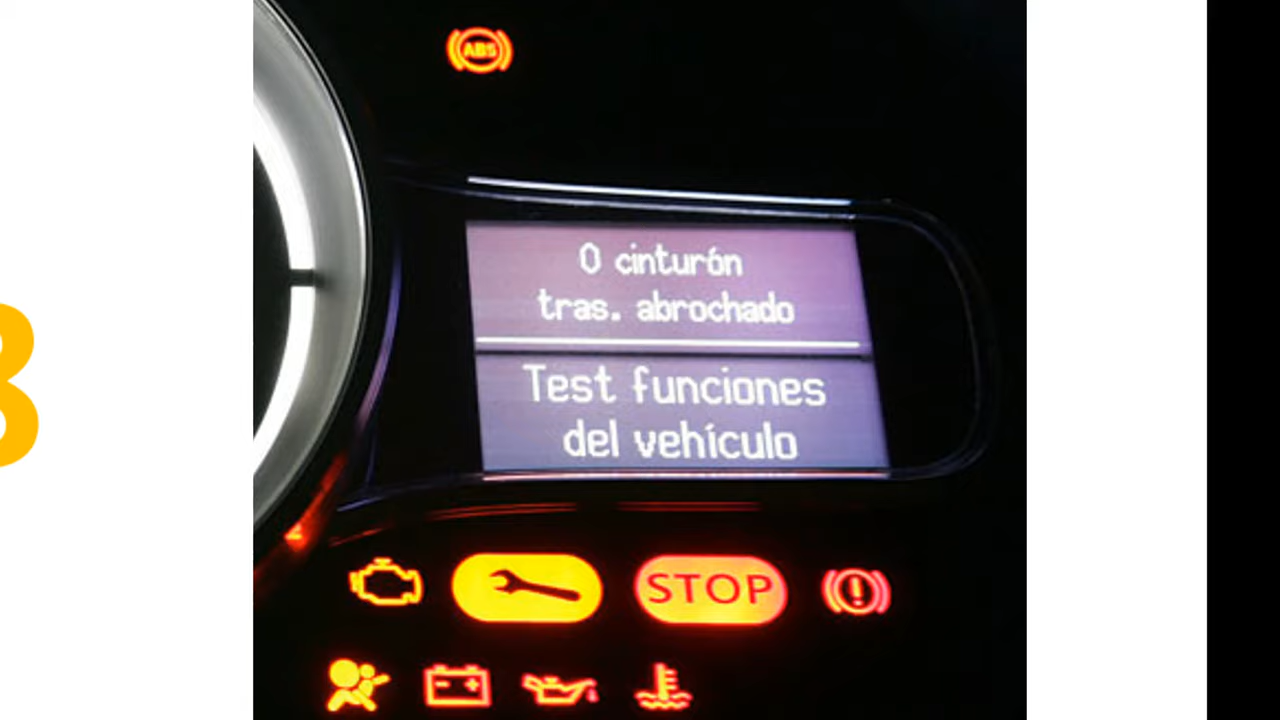 ABS
0 cinturón
tras. abrochado
Test funciones
del vehículo
STOP